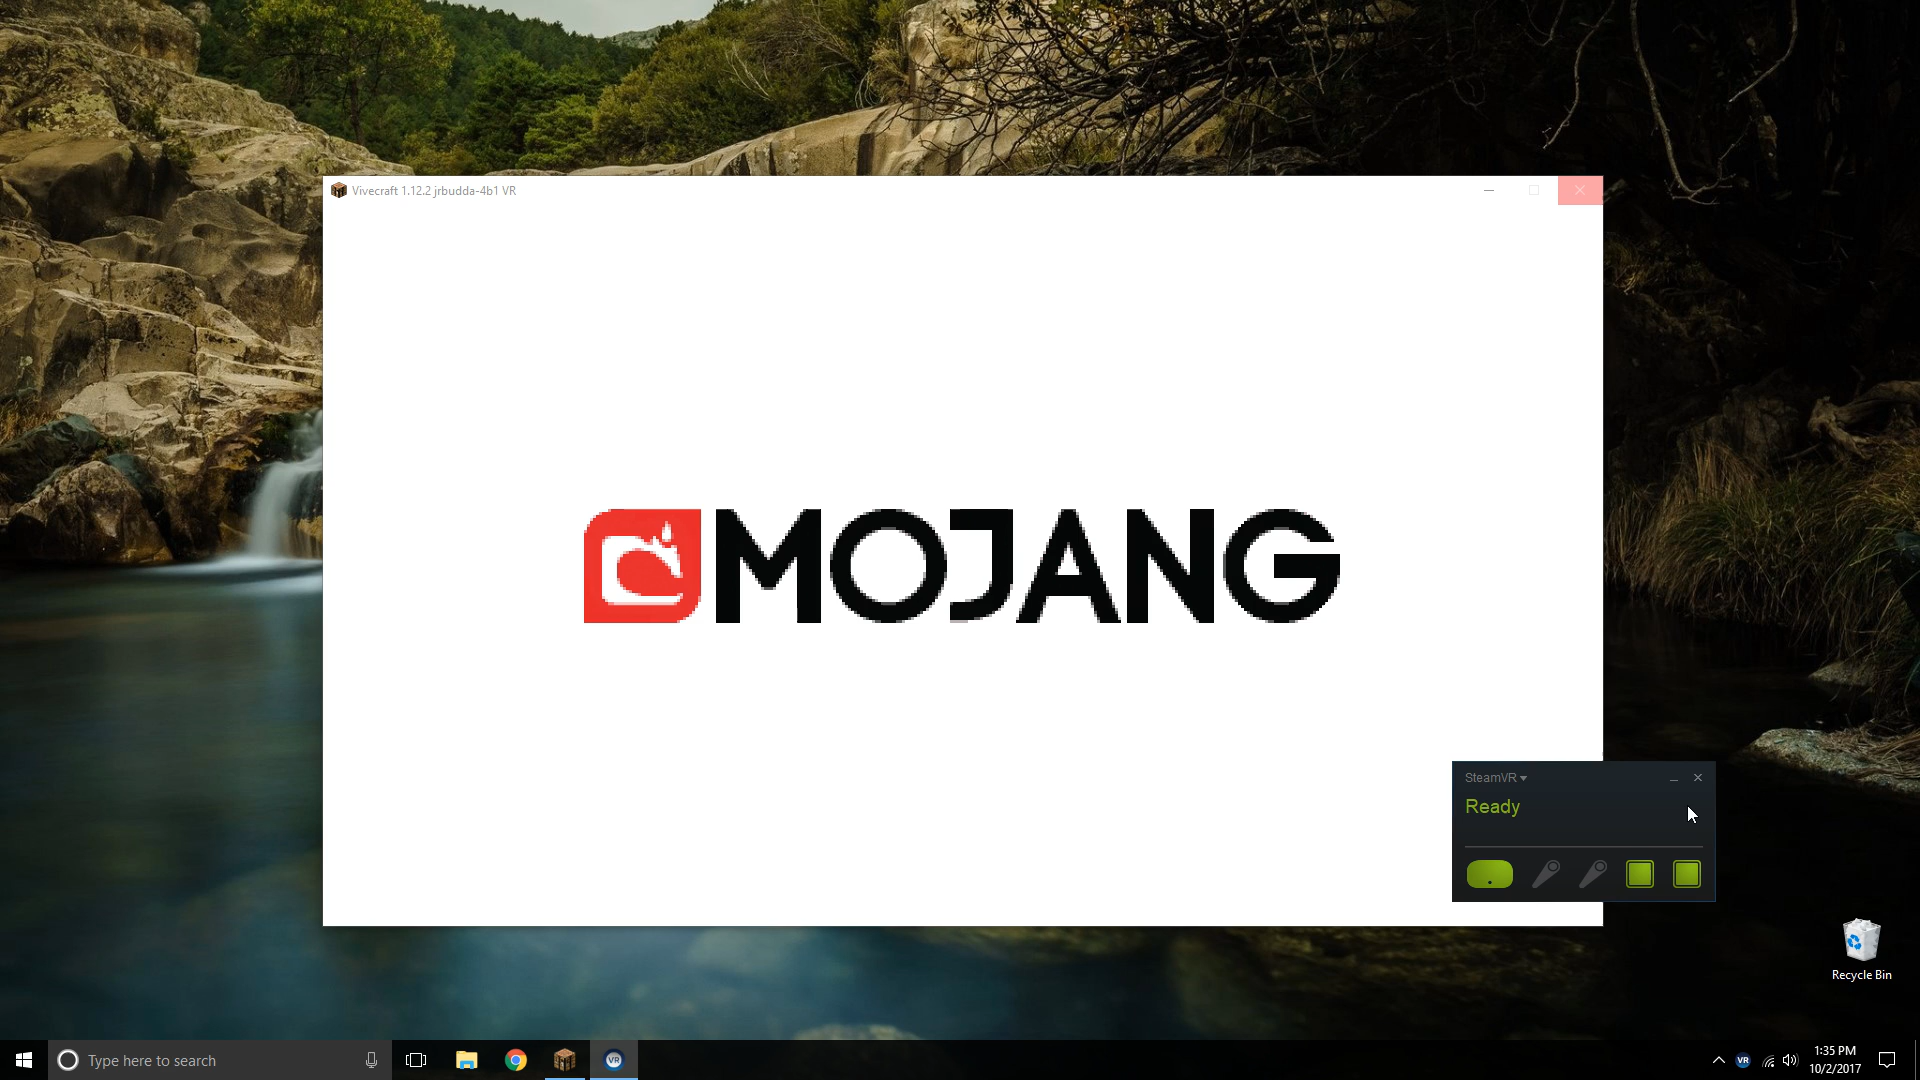 Vivecraft 1.12.2 jrbudda-4b1 VR
MOJANG
SteamVR
Ready
Recycle Bin
Type here to search
VR
VR
1:35 PM
10/2/2017